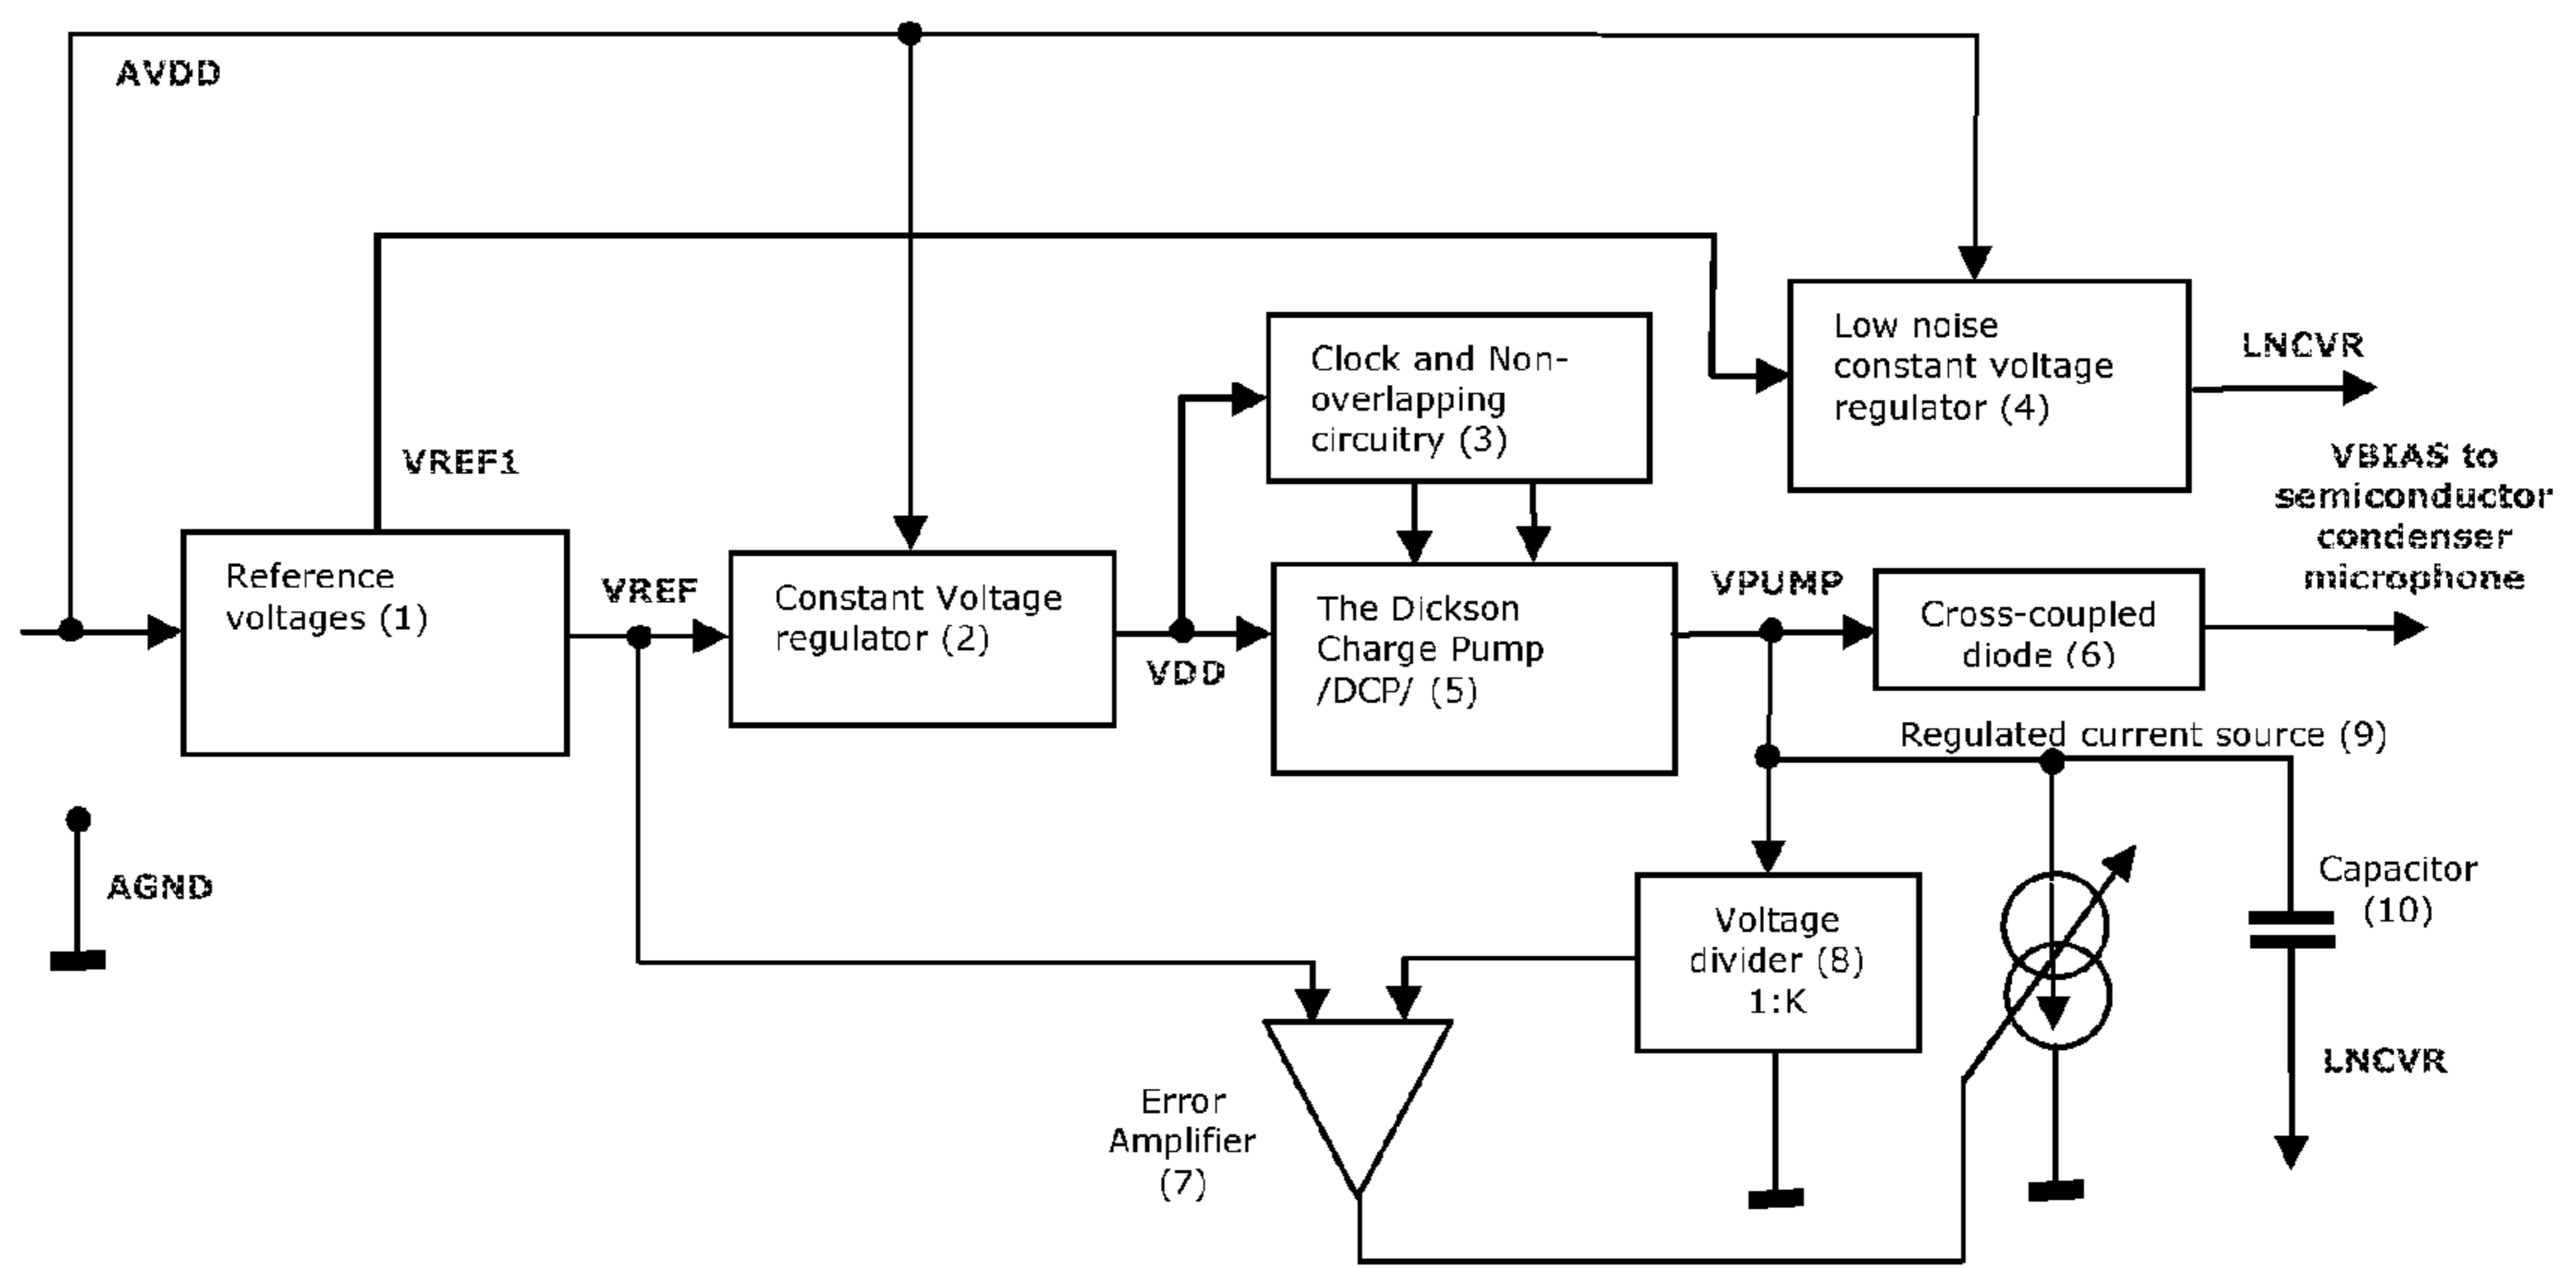 AVDD
VREF1
Reference
voltages (1)
VREF
Constant Voltage
regulator (2)
VDD
Clock and Non-
overlapping
circuitry (3)
The Dickson
Charge Pump
/DCP/ (5)
Low noise
constant voltage
regulator (4)
LNCVR
VBIAS to
semiconductor
condenser
microphone
VPUMP
Cross-coupled
diode (6)
Regulated current source (9)
AGND
Voltage
divider (8)
1:K
Capacitor
(10)
LNCVR
Error
Amplifier
(7)